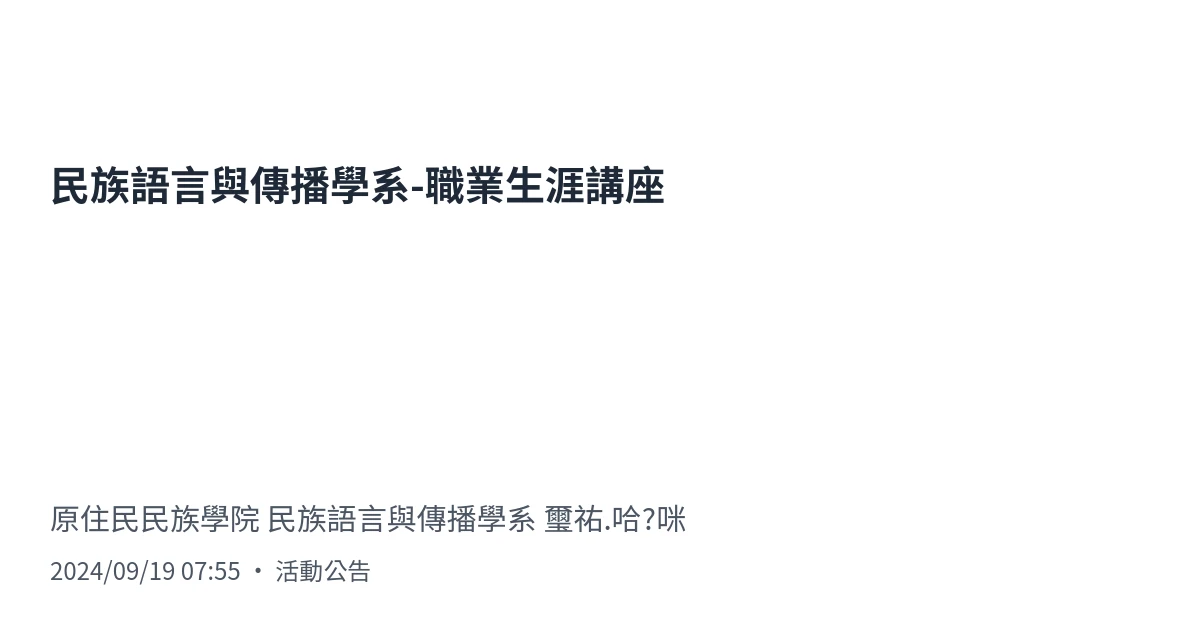 民族語言與傳播學系-職業生涯講座
原住民民族學院 民族語言與傳播學系 璽祐.哈?咪
2024/09/19 07:55 • 活動公告